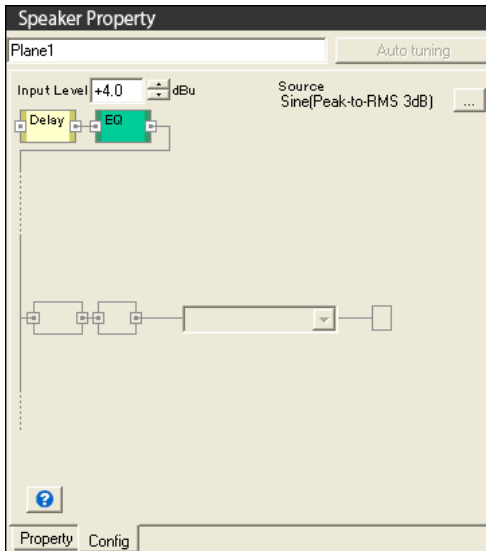 Speaker Property
Plane1
Auto tuning
Input Level +4.0 dBu
Source
Sine(Peak-to-RMS 3dB)
...
Delay
EQ
?
Property
Config